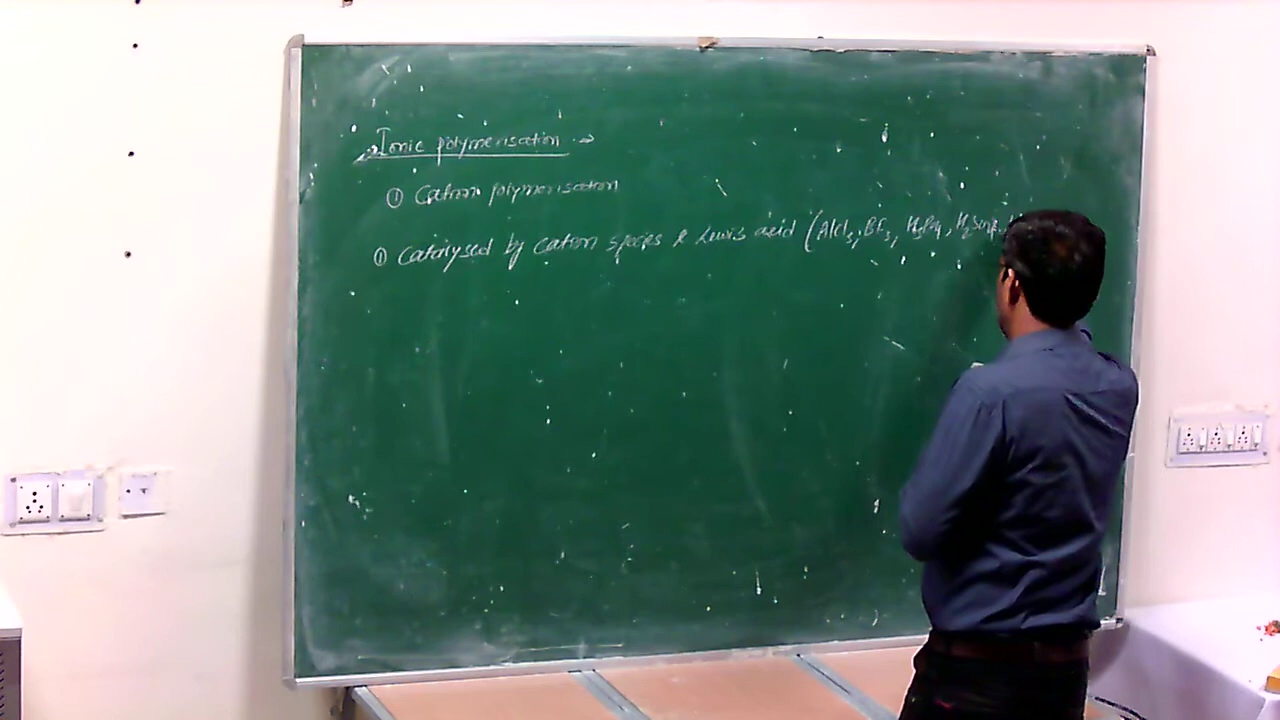 Ionic polymerisation →
① Cation polymerisation
① Catalysed by cation species & Lewis acid (AlCl3, BF3, H3PO4, H2SO4,